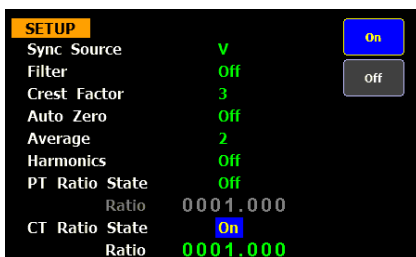 SETUP
Sync Source V
Filter Off
Crest Factor 3
Auto Zero Off
Average 2
Harmonics Off
PT Ratio State Off
Ratio 0001.000
CT Ratio State On
Ratio 0001.000
On
Off